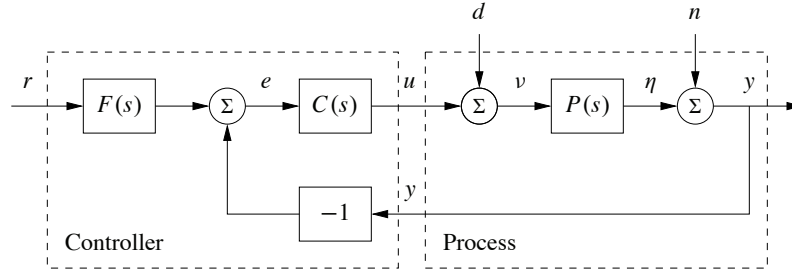 d
n
r
F(s)
Σ
e
C(s)
u
Σ
ν
P(s)
η
Σ
y
−1
y
Controller
Process